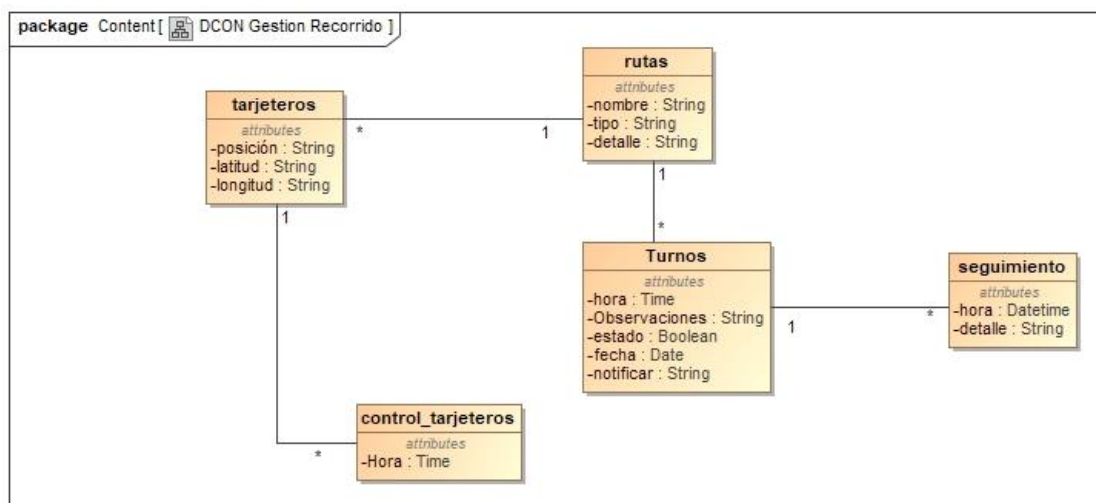 package Content [ DCON Gestion Recorrido ]
rutas
attributes
-nombre : String
-tipo : String
-detalle : String
tarjeteros
attributes
-posición : String
-latitud : String
-longitud : String
*
1
1
*
1
Turnos
attributes
-hora : Time
-Observaciones : String
-estado : Boolean
-fecha : Date
-notificar : String
seguimiento
attributes
-hora : Datetime
-detalle : String
1
*
control_tarjeteros
attributes
-Hora : Time
*